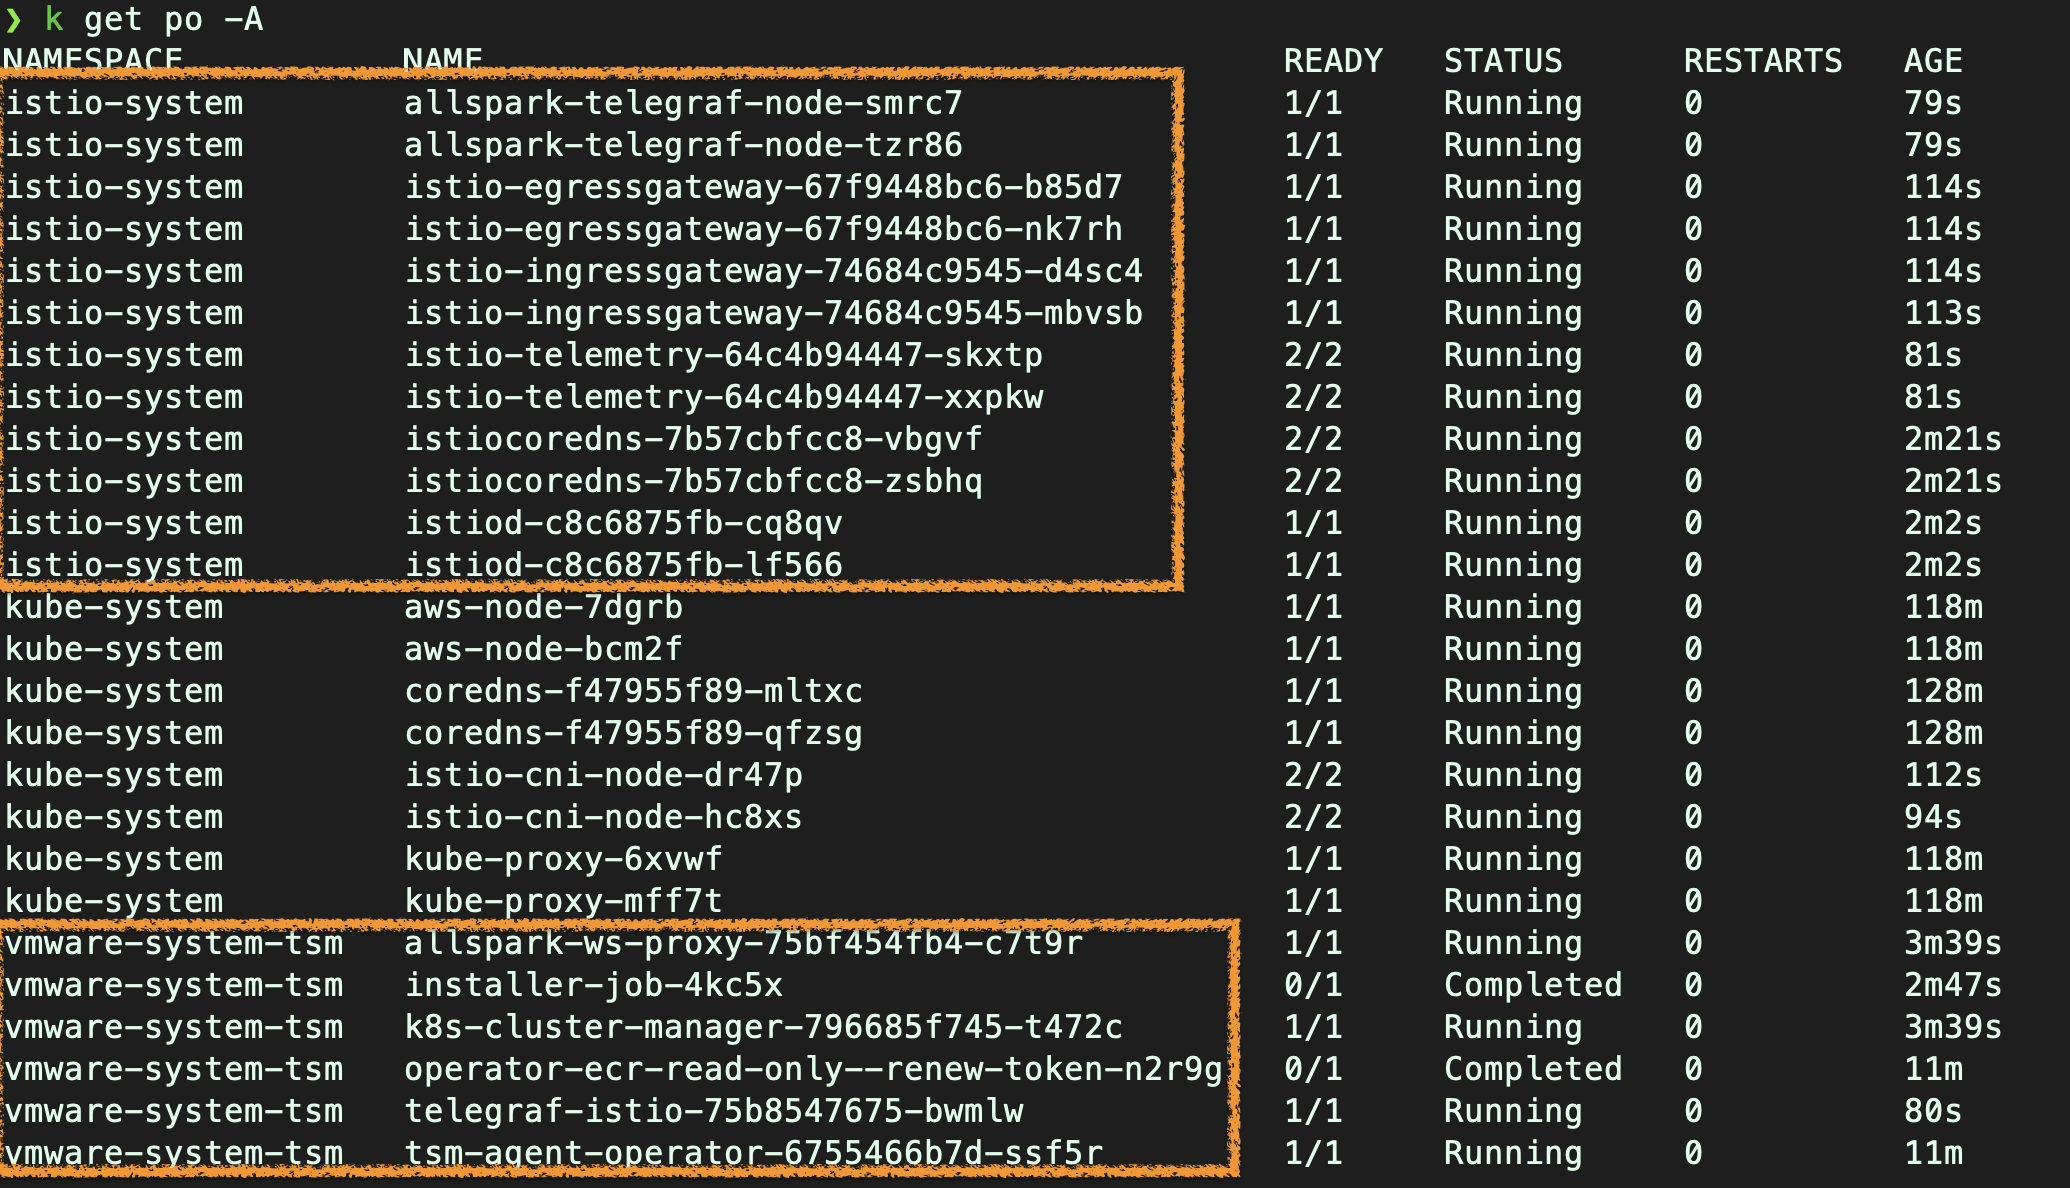 ❯ k get po -A
NAMESPACE NAME READY STATUS RESTARTS AGE
istio-system allspark-telegraf-node-smrc7 1/1 Running 0 79s
istio-system allspark-telegraf-node-tzr86 1/1 Running 0 79s
istio-system istio-egressgateway-67f9448bc6-b85d7 1/1 Running 0 114s
istio-system istio-egressgateway-67f9448bc6-nk7rh 1/1 Running 0 114s
istio-system istio-ingressgateway-74684c9545-d4sc4 1/1 Running 0 114s
istio-system istio-ingressgateway-74684c9545-mbvsb 1/1 Running 0 113s
istio-system istio-telemetry-64c4b94447-skxtp 2/2 Running 0 81s
istio-system istio-telemetry-64c4b94447-xxpkw 2/2 Running 0 81s
istio-system istiocoredns-7b57cbfcc8-vbgvf 2/2 Running 0 2m21s
istio-system istiocoredns-7b57cbfcc8-zsbhq 2/2 Running 0 2m21s
istio-system istiod-c8c6875fb-cq8qv 1/1 Running 0 2m2s
istio-system istiod-c8c6875fb-lf566 1/1 Running 0 2m2s
kube-system aws-node-7dgrb 1/1 Running 0 118m
kube-system aws-node-bcm2f 1/1 Running 0 118m
kube-system coredns-f47955f89-mltxc 1/1 Running 0 128m
kube-system coredns-f47955f89-qfzsg 1/1 Running 0 128m
kube-system istio-cni-node-dr47p 2/2 Running 0 112s
kube-system istio-cni-node-hc8xs 2/2 Running 0 94s
kube-system kube-proxy-6xvwf 1/1 Running 0 118m
kube-system kube-proxy-mff7t 1/1 Running 0 118m
vmware-system-tsm allspark-ws-proxy-75bf454fb4-c7t9r 1/1 Running 0 3m39s
vmware-system-tsm installer-job-4kc5x 0/1 Completed 0 2m47s
vmware-system-tsm k8s-cluster-manager-796685f745-t472c 1/1 Running 0 3m39s
vmware-system-tsm operator-ecr-read-only--renew-token-n2r9g 0/1 Completed 0 11m
vmware-system-tsm telegraf-istio-75b8547675-bwmlw 1/1 Running 0 80s
vmware-system-tsm tsm-agent-operator-6755466b7d-ssf5r 1/1 Running 0 11m